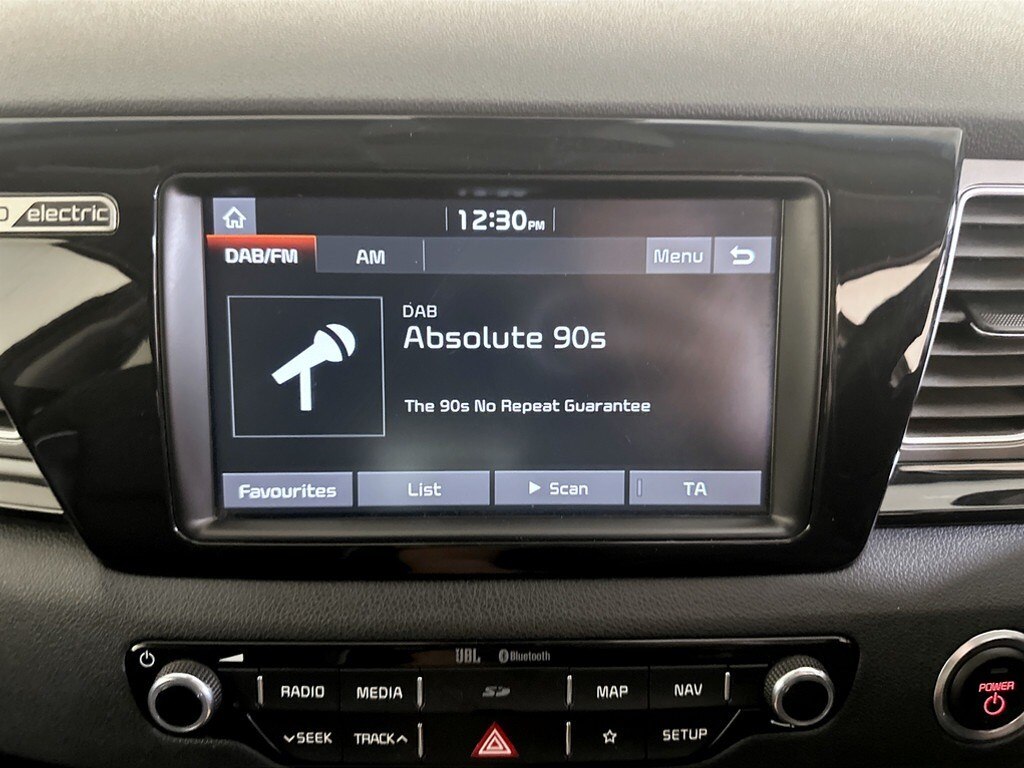 12:30PM
DAB/FM AM Menu
electric
DAB
Absolute 90s
The 90s No Repeat Guarantee
Favourites List Scan TA
JBL Bluetooth
RADIO MEDIA SD MAP NAV
POWER
SEEK TRACK SETUP